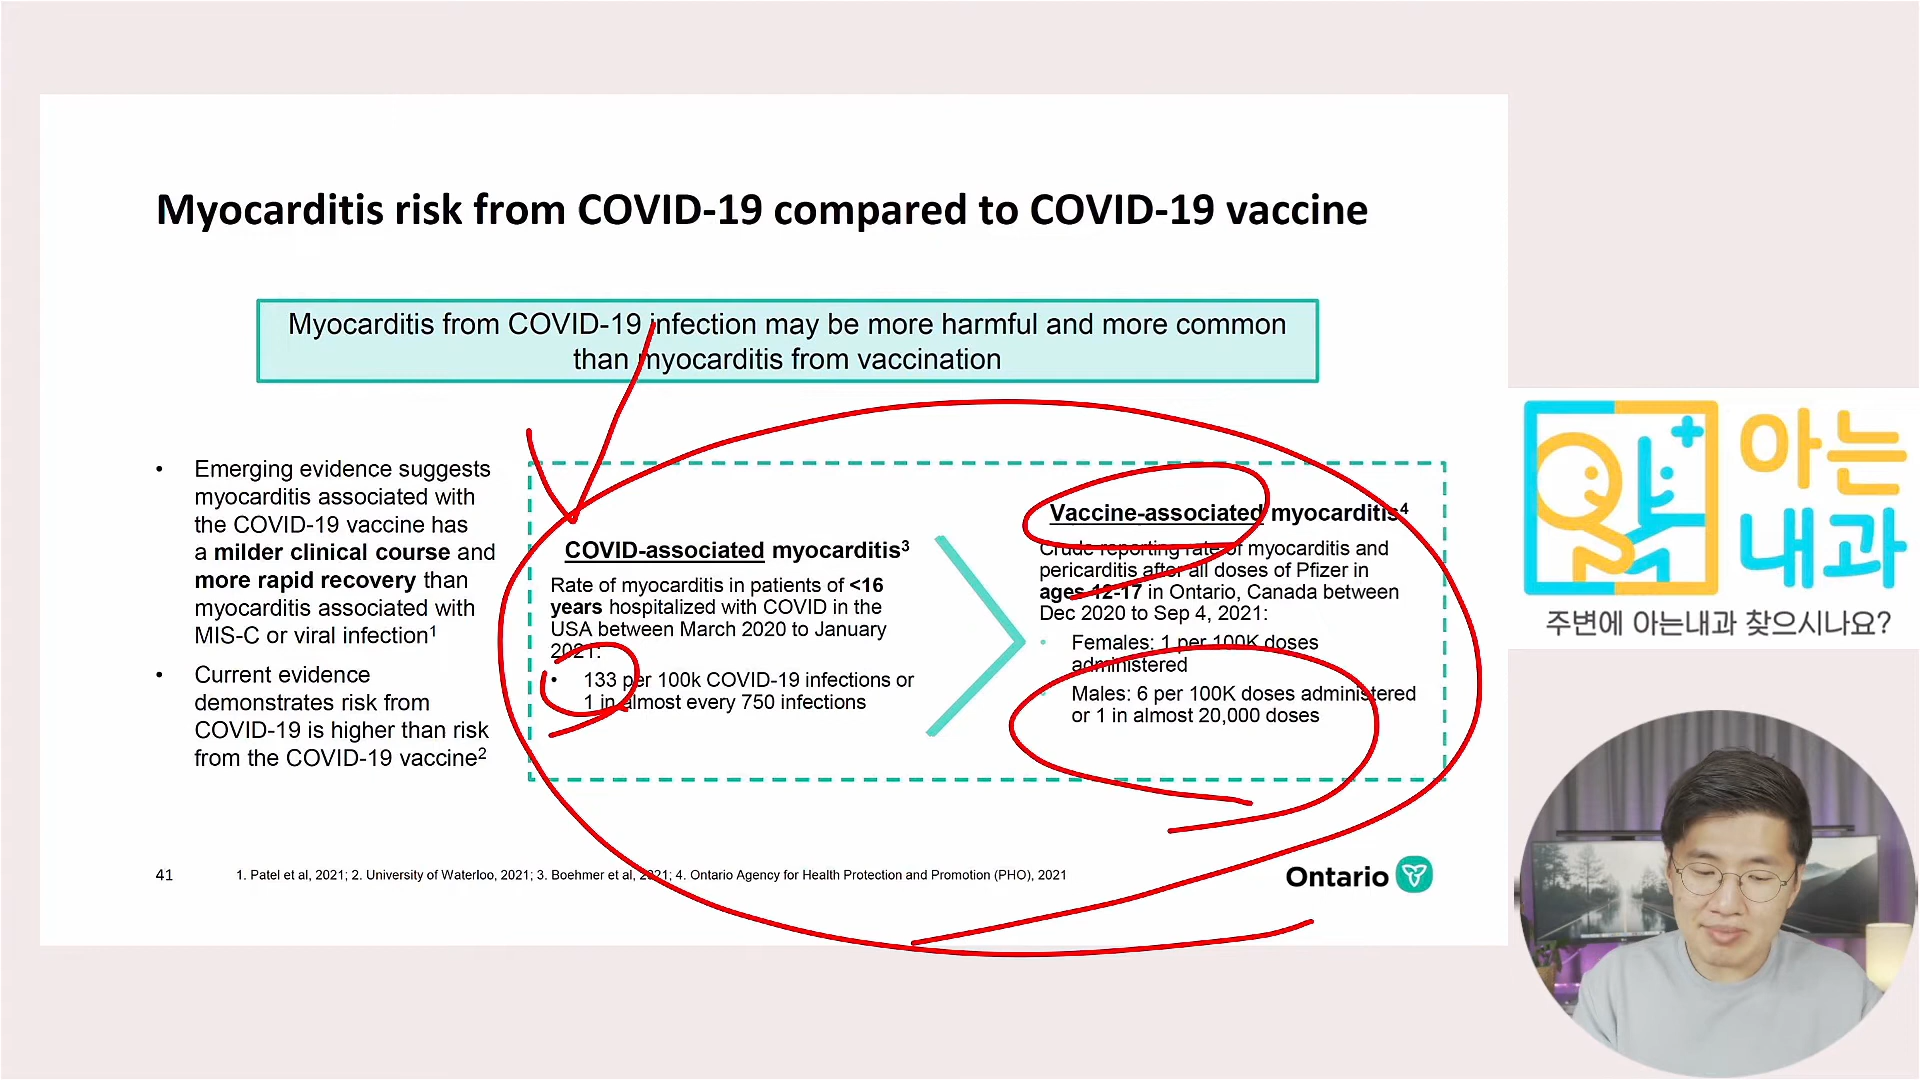 Myocarditis risk from COVID-19 compared to COVID-19 vaccine
Myocarditis from COVID-19 infection may be more harmful and more common
than myocarditis from vaccination
• Emerging evidence suggests
myocarditis associated with
the COVID-19 vaccine has
a milder clinical course and
more rapid recovery than
myocarditis associated with
MIS-C or viral infection1
• Current evidence
demonstrates risk from
COVID-19 is higher than risk
from the COVID-19 vaccine2
COVID-associated myocarditis3
Rate of myocarditis in patients of <16
years hospitalized with COVID in the
USA between March 2020 to January
2021:
• 133 per 100k COVID-19 infections or
1 in almost every 750 infections
Vaccine-associated myocarditis4
Crude reporting rate of myocarditis and
pericarditis after all doses of Pfizer in
ages 12-17 in Ontario, Canada between
Dec 2020 to Sep 4, 2021:
• Females: 1 per 100K doses
administered
• Males: 6 per 100K doses administered
or 1 in almost 20,000 doses
41
1. Patel et al, 2021; 2. University of Waterloo, 2021; 3. Boehmer et al, 2021; 4. Ontario Agency for Health Protection and Promotion (PHO), 2021
Ontario
아는
내과
주변에 아는내과 찾으시나요?